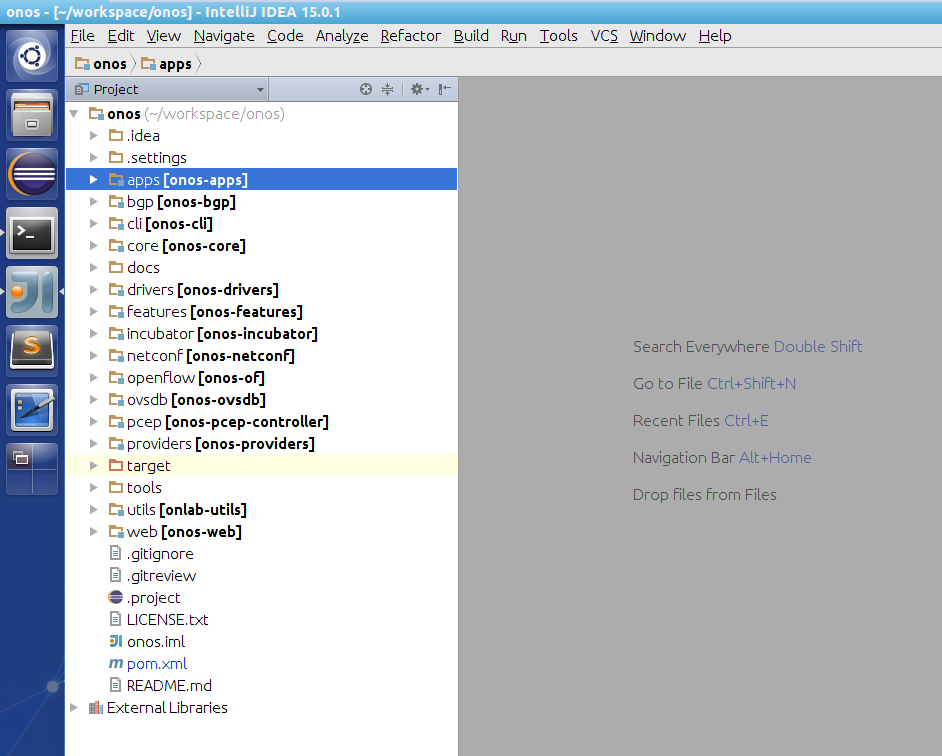 onos - [~/workspace/onos] - IntelliJ IDEA 15.0.1
File Edit View Navigate Code Analyze Refactor Build Run Tools VCS Window Help
onos apps
Project
onos (~/workspace/onos)
.idea
.settings
apps [onos-apps]
bgp [onos-bgp]
cli [onos-cli]
core [onos-core]
docs
drivers [onos-drivers]
features [onos-features]
incubator [onos-incubator]
netconf [onos-netconf]
openflow [onos-of]
ovsdb [onos-ovsdb]
pcep [onos-pcep-controller]
providers [onos-providers]
target
tools
utils [onlab-utils]
web [onos-web]
.gitignore
.gitreview
.project
LICENSE.txt
onos.iml
pom.xml
README.md
External Libraries
Search Everywhere Double Shift
Go to File Ctrl+Shift+N
Recent Files Ctrl+E
Navigation Bar Alt+Home
Drop files from Files